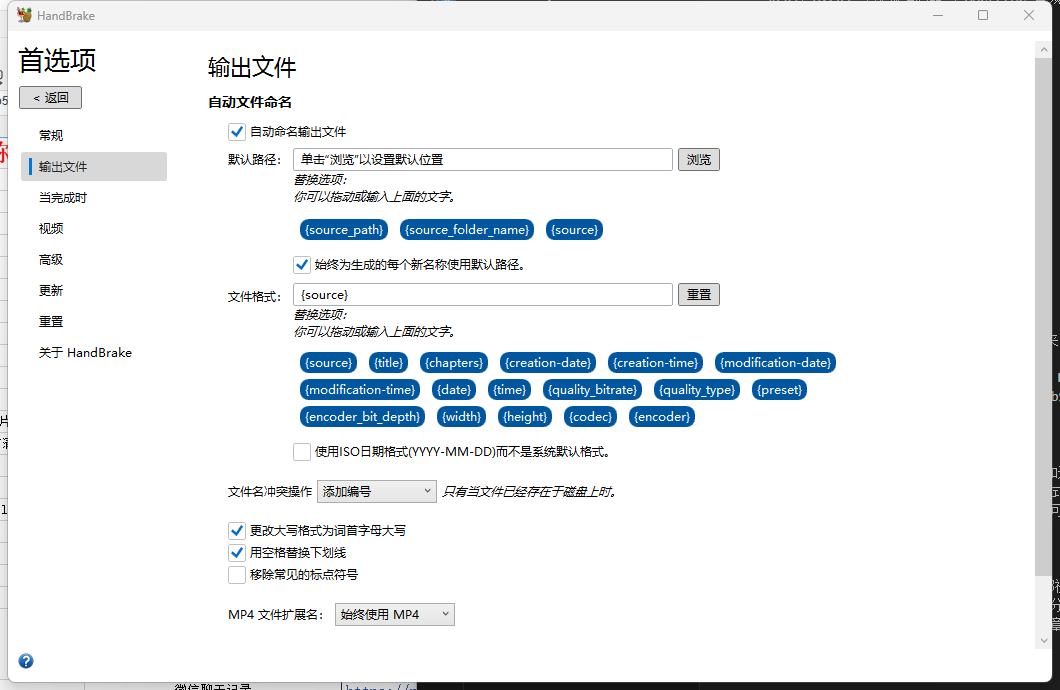 HandBrake
首选项
< 返回
常规
输出文件
当完成时
视频
高级
更新
重置
关于 HandBrake
输出文件
自动文件命名
自动命名输出文件
默认路径： 单击“浏览”以设置默认位置 浏览
替换选项：
你可以拖动或输入上面的文字。
{source_path} {source_folder_name} {source}
始终为生成的每个新名称使用默认路径。
文件格式： {source} 重置
替换选项：
你可以拖动或输入上面的文字。
{source} {title} {chapters} {creation-date} {creation-time} {modification-date}
{modification-time} {date} {time} {quality_bitrate} {quality_type} {preset}
{encoder_bit_depth} {width} {height} {codec} {encoder}
使用ISO日期格式(YYYY-MM-DD)而不是系统默认格式。
文件名冲突操作 添加编号 只有当文件已经存在于磁盘上时。
更改大写格式为词首字母大写
用空格替换下划线
移除常见的标点符号
MP4 文件扩展名： 始终使用 MP4
?